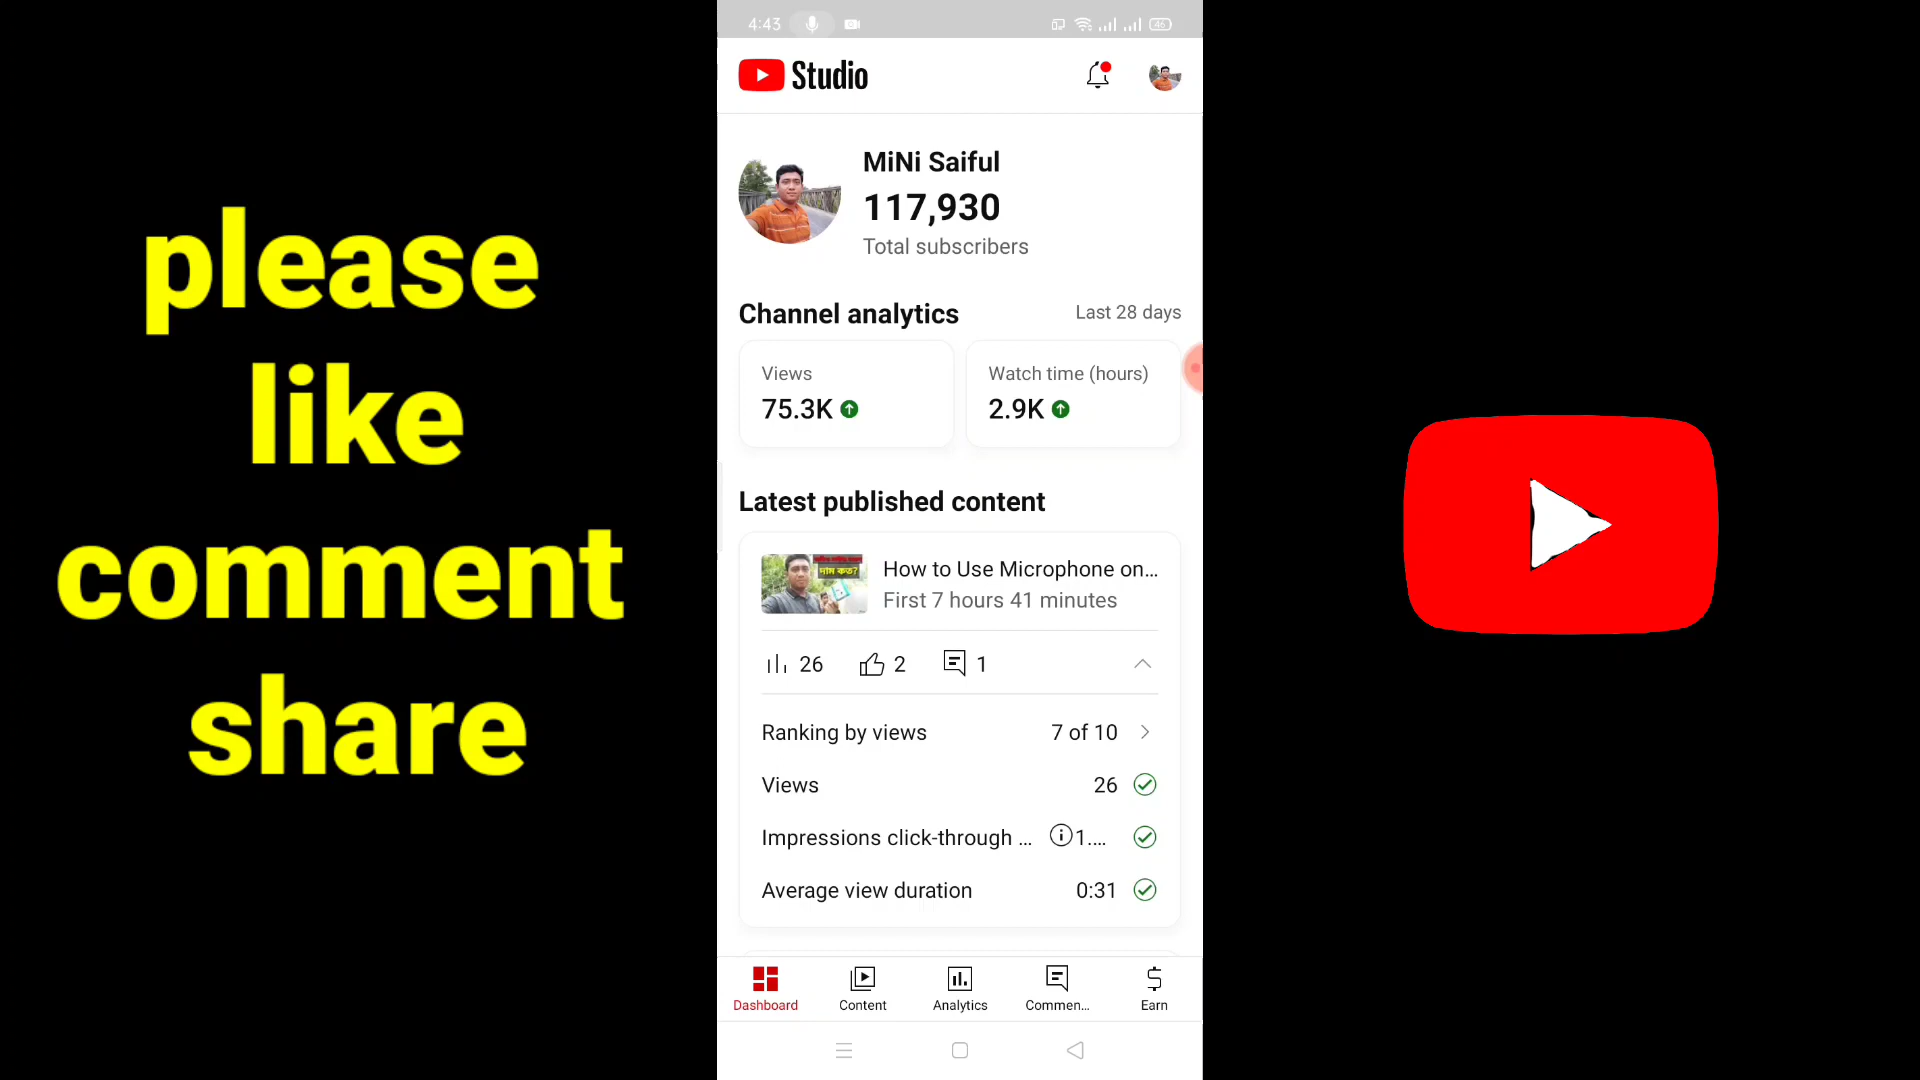 please
like
comment
share
4:43
46
Studio
MiNi Saiful
117,930
Total subscribers
Channel analytics
Last 28 days
Views
75.3K
Watch time (hours)
2.9K
Latest published content
দাম কত?
How to Use Microphone on...
First 7 hours 41 minutes
26
2
1
Ranking by views
7 of 10
Views
26
Impressions click-through ...
1....
Average view duration
0:31
Dashboard
Content
Analytics
Commen...
Earn